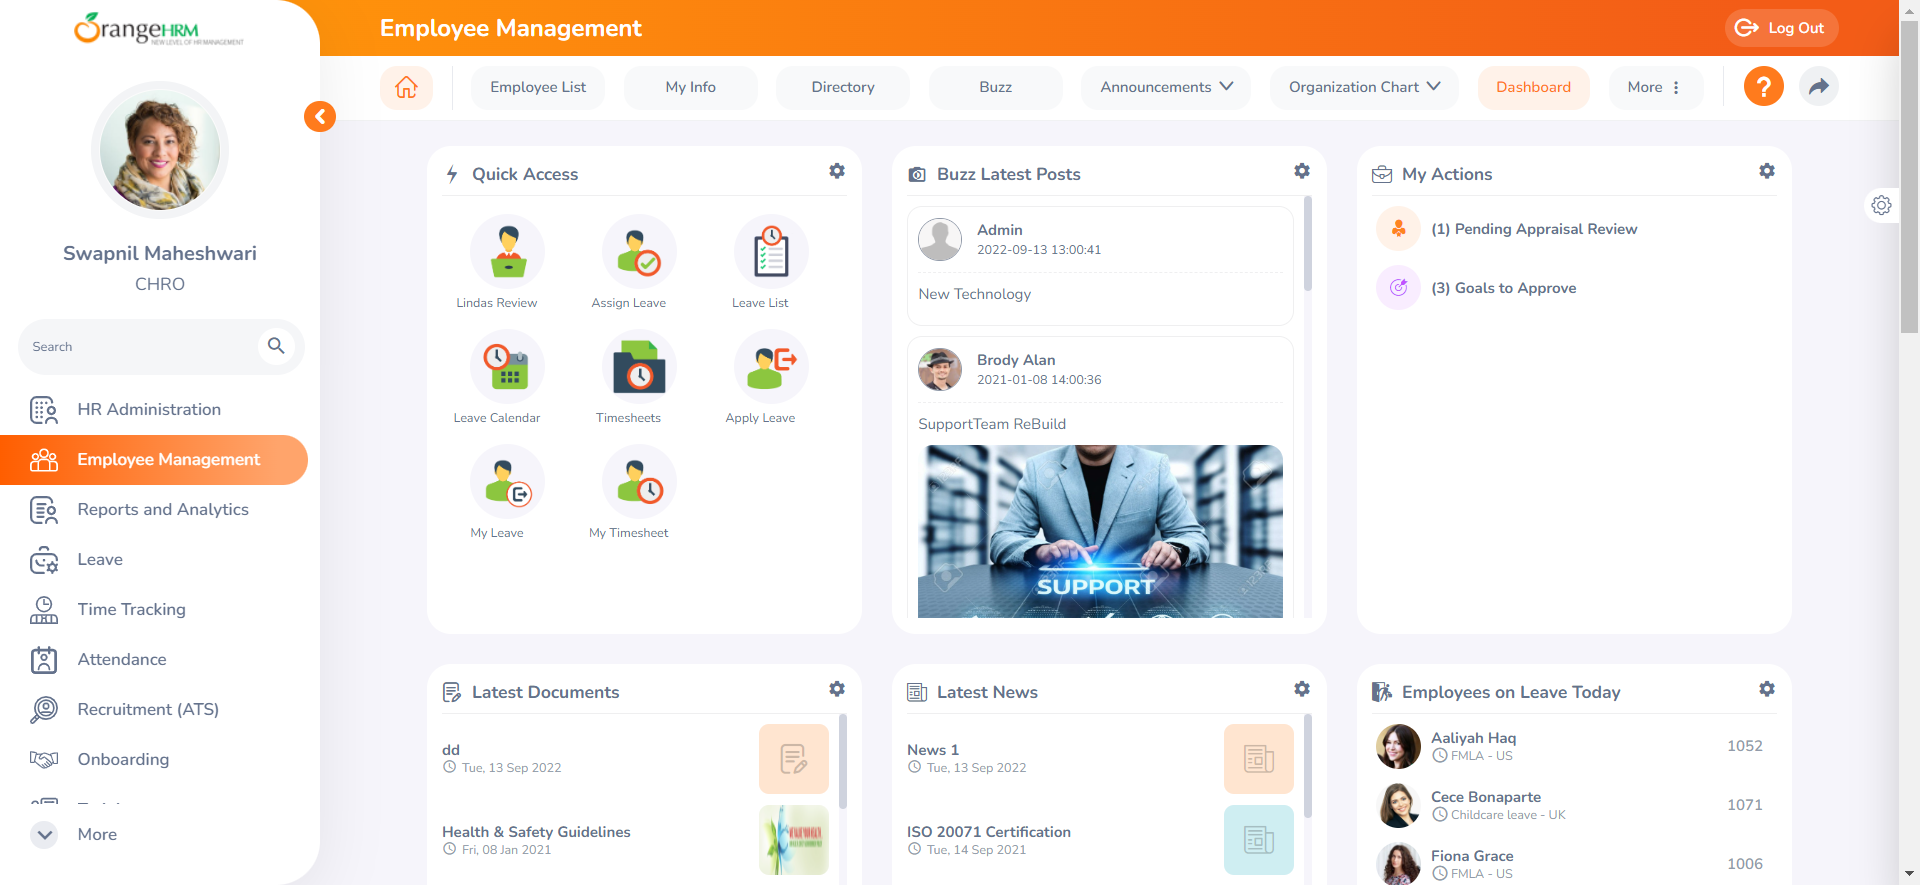 OrangeHRM
NEW LEVEL OF HR MANAGEMENT
Employee Management
Log Out
Employee List
My Info
Directory
Buzz
Announcements
Organization Chart
Dashboard
More
?
Swapnil Maheshwari
CHRO
Search
HR Administration
Employee Management
Reports and Analytics
Leave
Time Tracking
Attendance
Recruitment (ATS)
Onboarding
More
Quick Access
Lindas Review
Assign Leave
Leave List
Leave Calendar
Timesheets
Apply Leave
My Leave
My Timesheet
Buzz Latest Posts
Admin
2022-09-13 13:00:41
New Technology
Brody Alan
2021-01-08 14:00:36
SupportTeam ReBuild
SUPPORT
My Actions
(1) Pending Appraisal Review
(3) Goals to Approve
Latest Documents
dd
Tue, 13 Sep 2022
Health & Safety Guidelines
Fri, 08 Jan 2021
Latest News
News 1
Tue, 13 Sep 2022
ISO 20071 Certification
Tue, 14 Sep 2021
Employees on Leave Today
Aaliyah Haq
FMLA - US
1052
Cece Bonaparte
Childcare leave - UK
1071
Fiona Grace
FMLA - US
1006